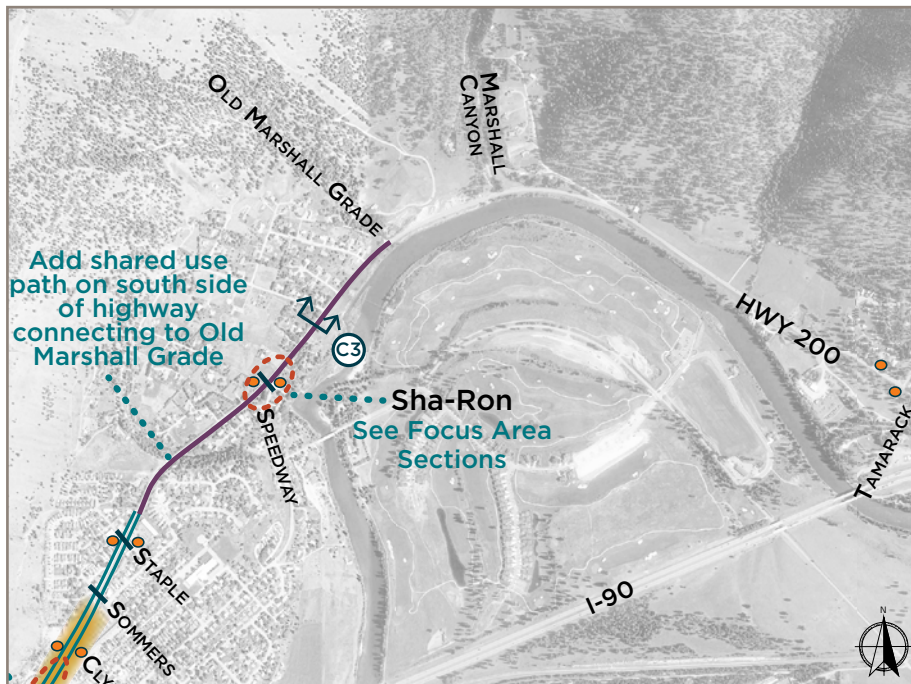 Old Marshall Grade
Marshall
Canyon
Add shared use
path on south side
of highway
connecting to Old
Marshall Grade
HWY 200
C3
Sha-Ron
See Focus Area
Sections
Speedway
Tamarack
Staple
I-90
Sommers
Cly
N